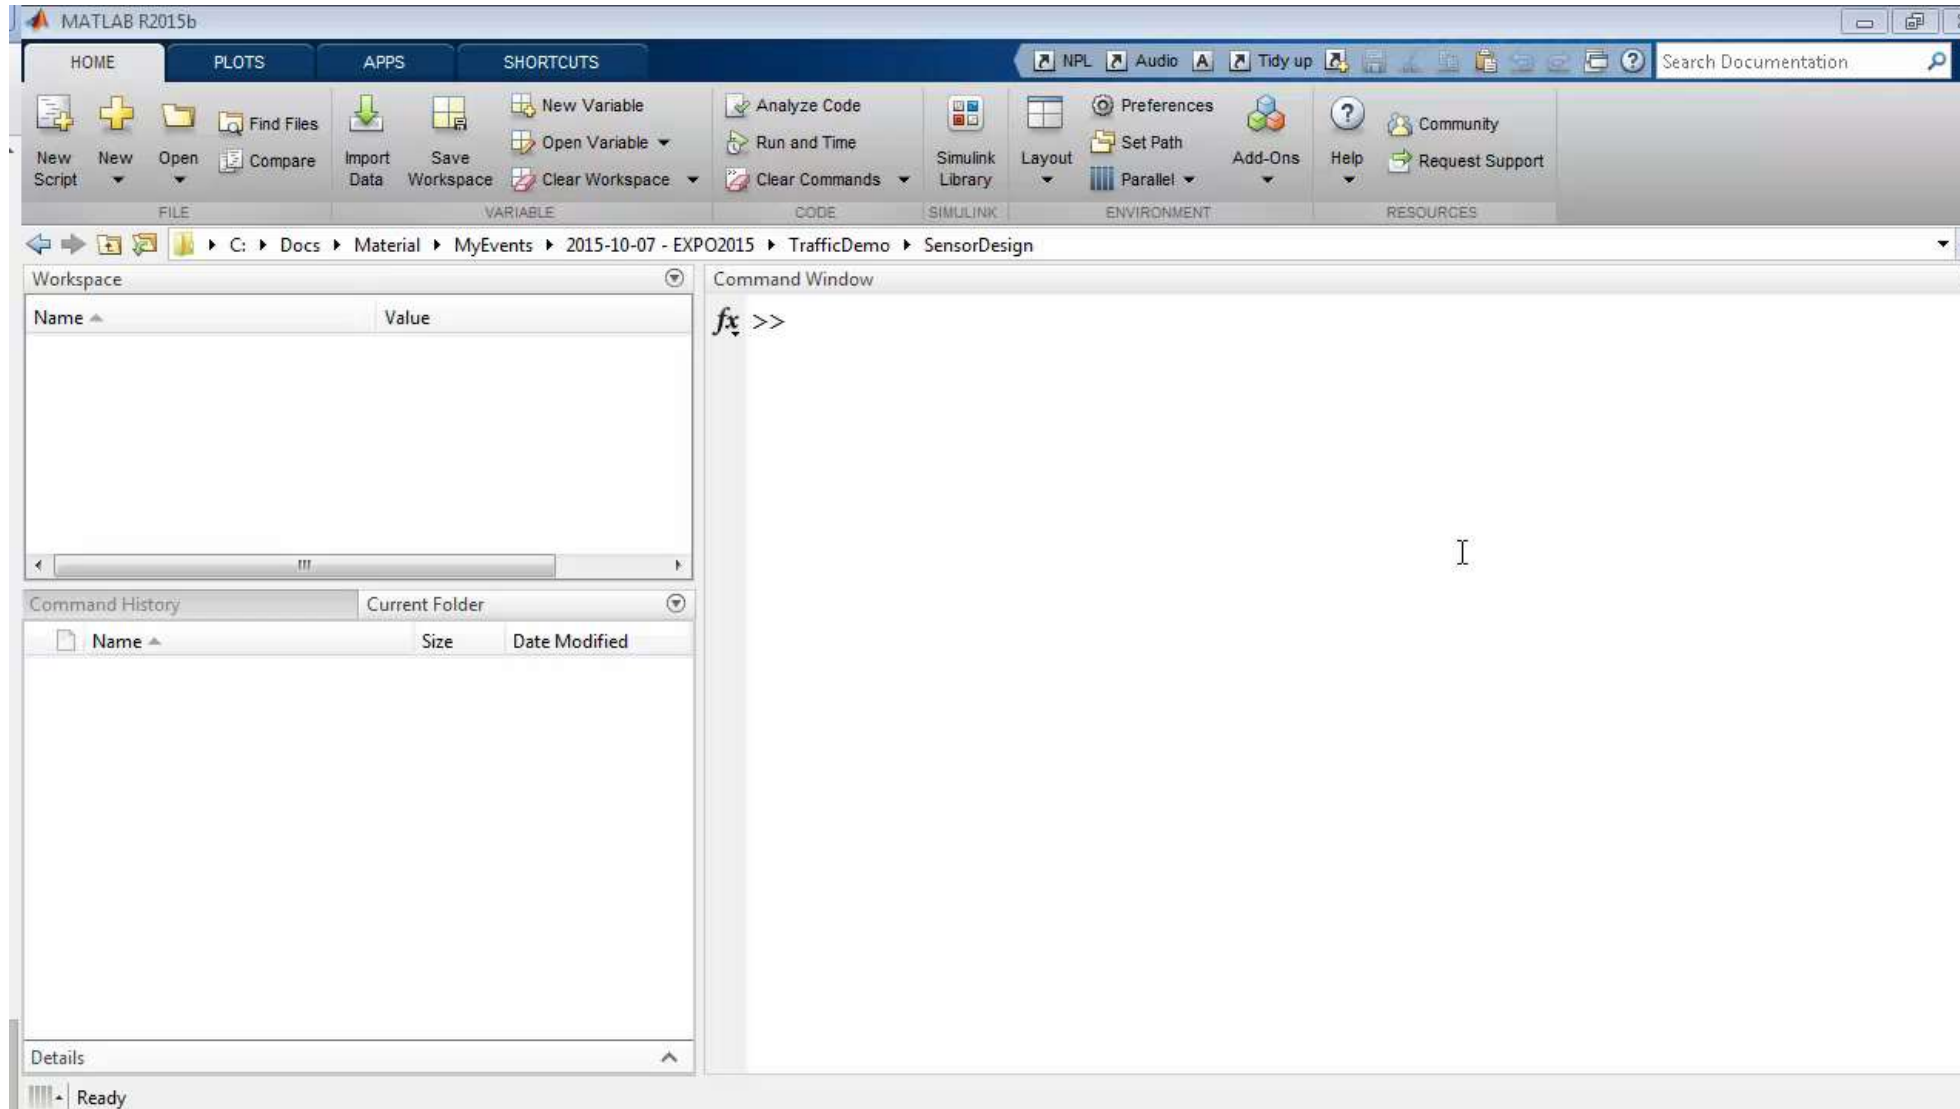 MATLAB R2015b
HOME PLOTS APPS SHORTCUTS NPL Audio A Tidy up Search Documentation
New Script
New
Open
Find Files
Compare
FILE
Import Data
Save Workspace
New Variable
Open Variable
Clear Workspace
VARIABLE
Analyze Code
Run and Time
Clear Commands
CODE
Simulink Library
SIMULINK
Layout
Preferences
Set Path
Parallel
Add-Ons
ENVIRONMENT
Help
Community
Request Support
RESOURCES
C: Docs Material MyEvents 2015-10-07 - EXPO2015 TrafficDemo SensorDesign
Workspace
Name Value
Command History Current Folder
Name Size Date Modified
Details
Command Window
fx >>
Ready